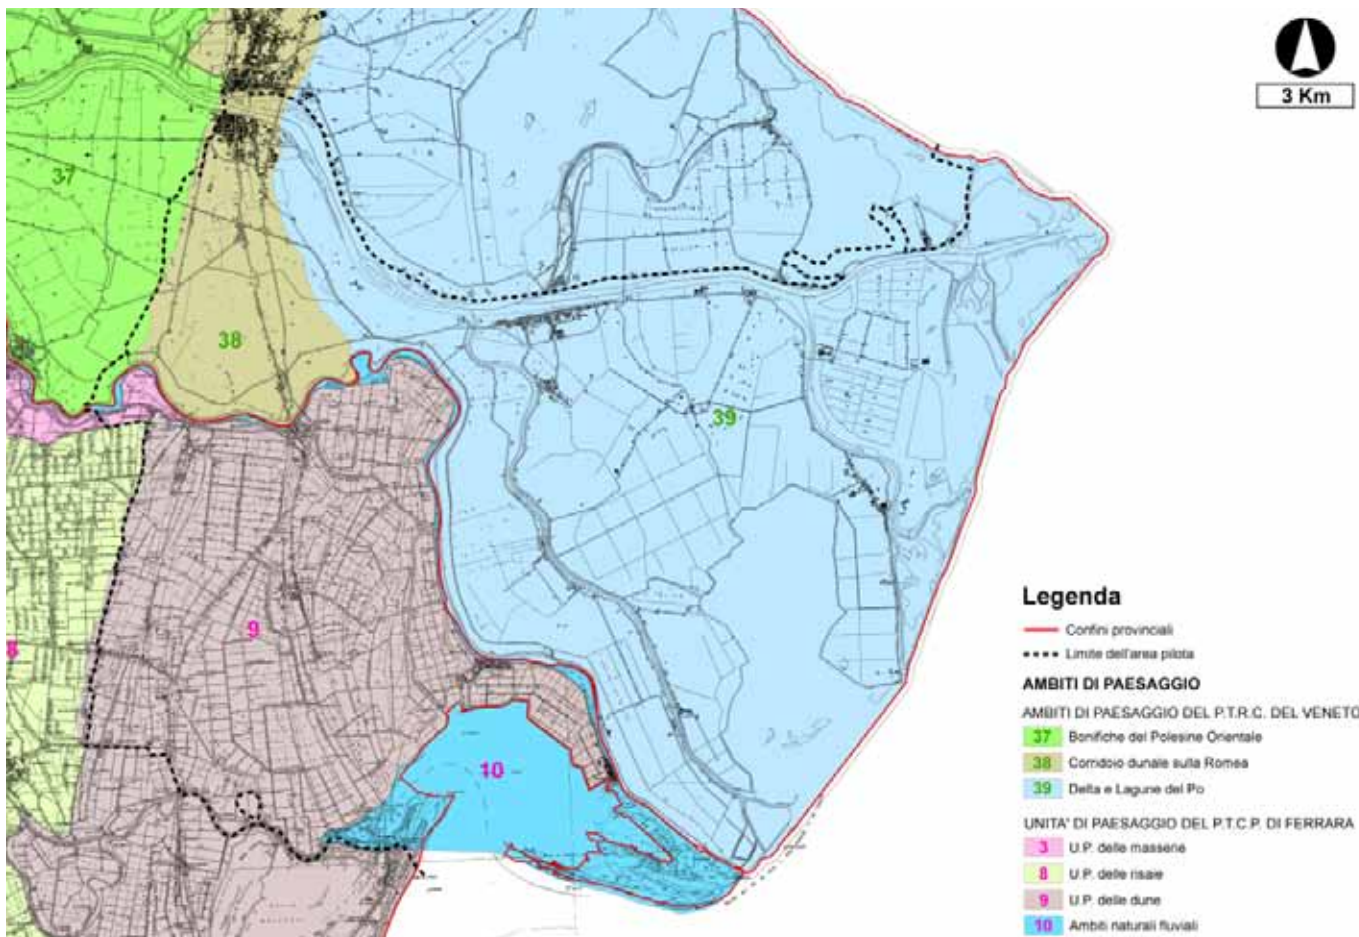 3 Km
37
38
39
9
8
10
Legenda
Confini provinciali
Limite dell'area pilota
AMBITI DI PAESAGGIO
AMBITI DI PAESAGGIO DEL P.T.R.C. DEL VENETO
37 Bonifiche del Polesine Orientale
38 Corridoio dunale sulla Romea
39 Delta e Lagune del Po
UNITA' DI PAESAGGIO DEL P.T.C.P. DI FERRARA
3 U.P. delle masserie
8 U.P. delle risaie
9 U.P. delle dune
10 Ambiti naturali fluviali